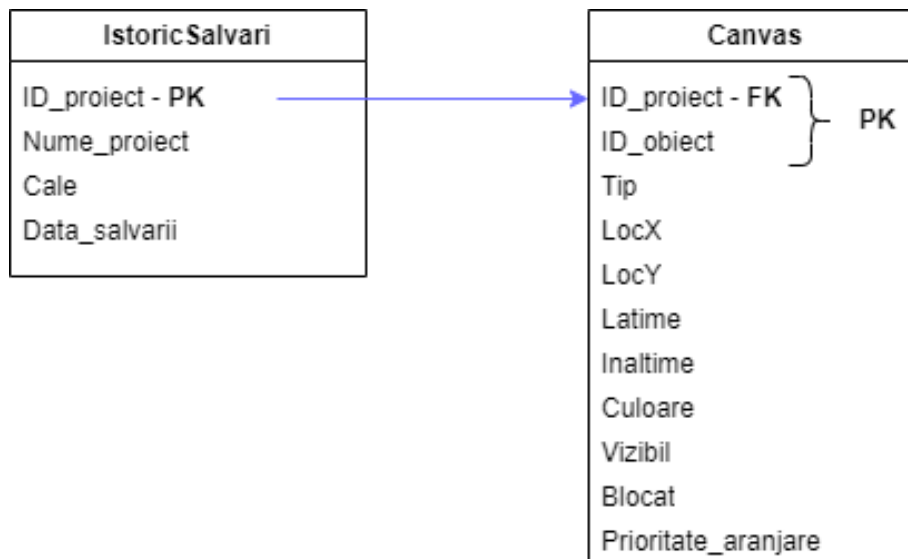 IstoricSalvari
ID_proiect - PK
Nume_proiect
Cale
Data_salvarii
Canvas
ID_proiect - FK
ID_obiect
PK
Tip
LocX
LocY
Latime
Inaltime
Culoare
Vizibil
Blocat
Prioritate_aranjare